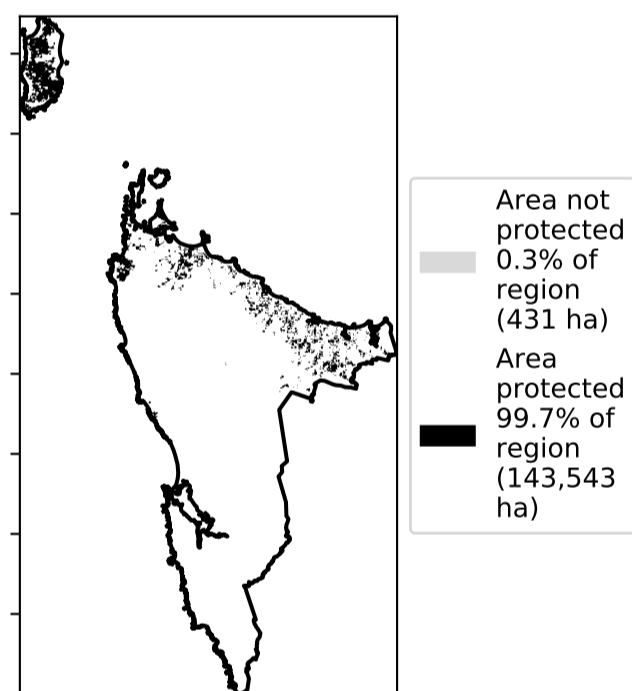 Area not
protected
0.3% of
region
(431 ha)
Area
protected
99.7% of
region
(143,543
ha)